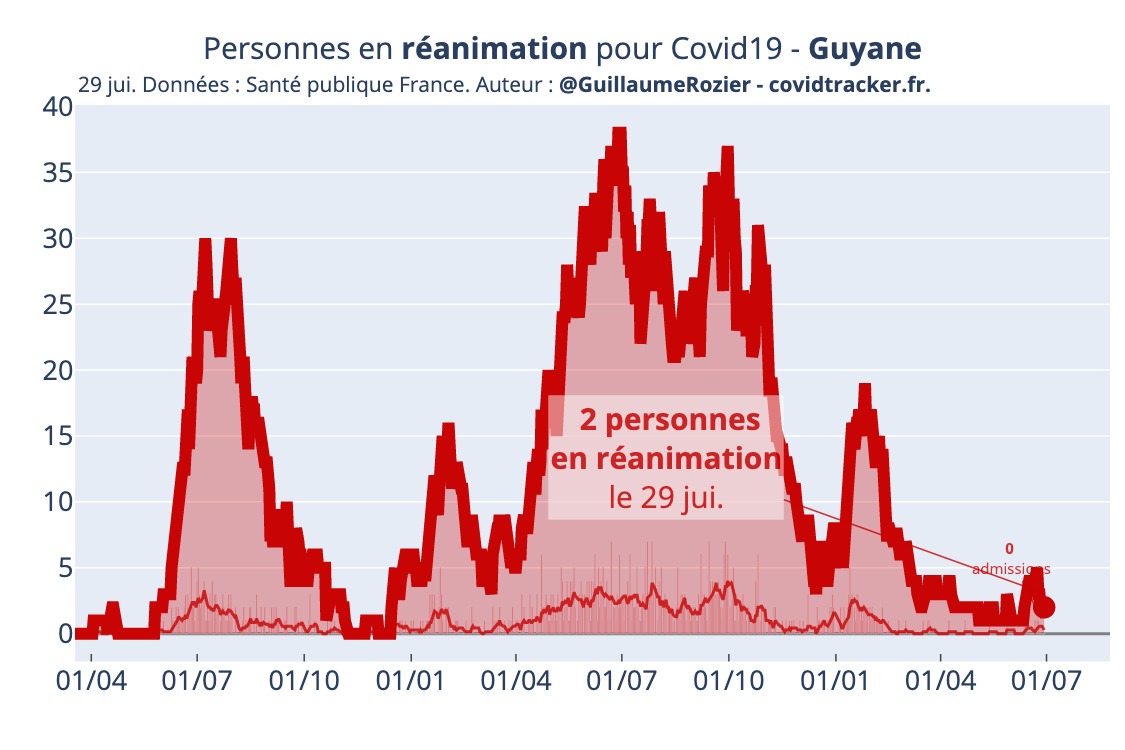 Personnes en réanimation pour Covid19 - Guyane
29 jui. Données : Santé publique France. Auteur : @GuillaumeRozier - covidtracker.fr.
40
35
30
25
20
15
10
5
0
2 personnes
en réanimation
le 29 jui.
0
admissions
01/04 01/07 01/10 01/01 01/04 01/07 01/10 01/01 01/04 01/07